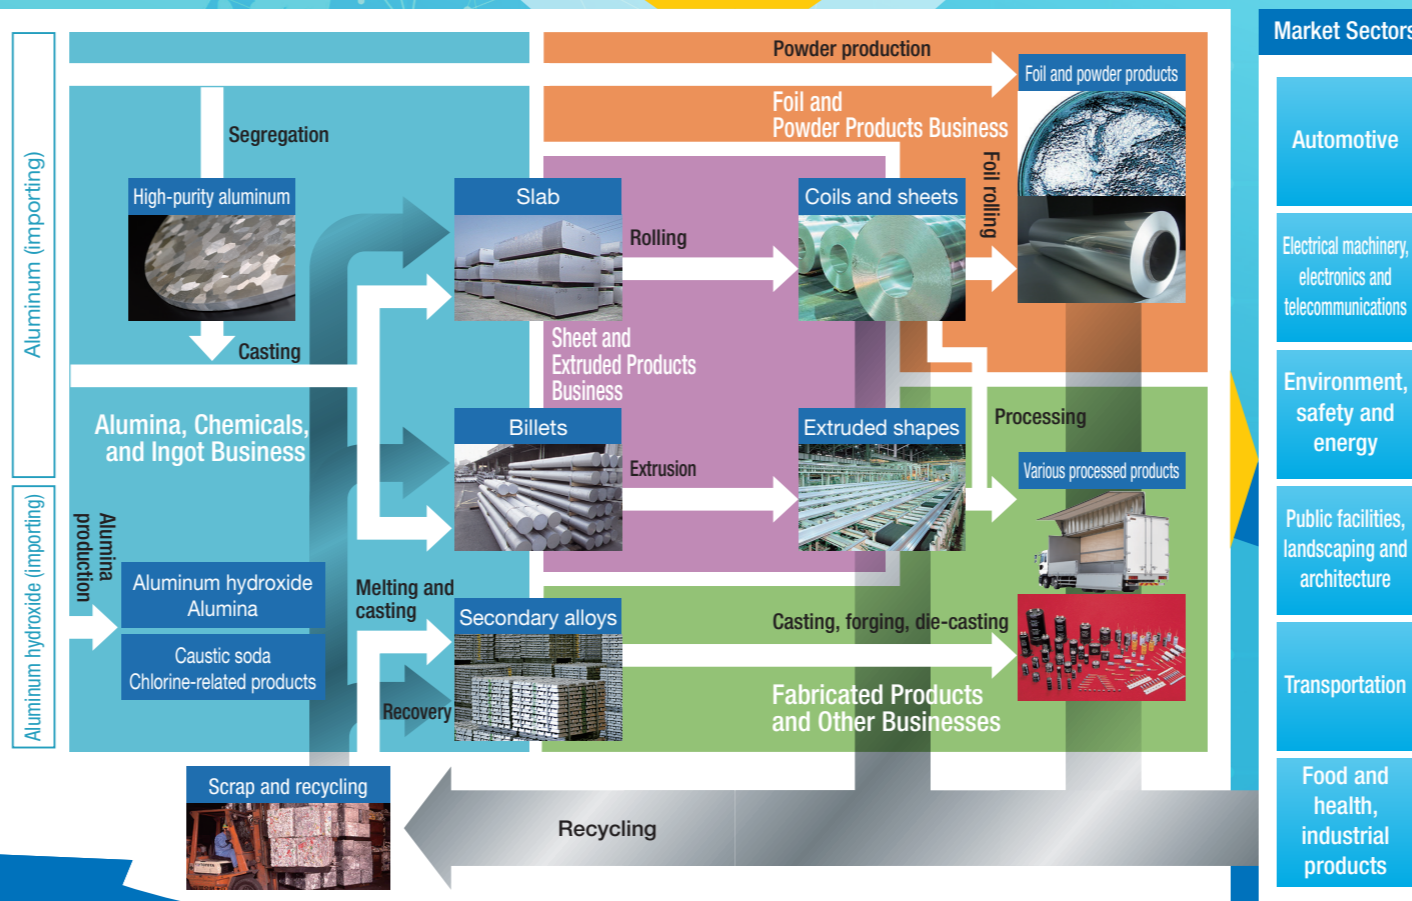 Market Sectors
Aluminum (importing)
Powder production
Foil and powder products
Foil and
Powder Products Business
Segregation
High-purity aluminum
Slab
Rolling
Coils and sheets
Foil rolling
Casting
Sheet and
Extruded Products
Business
Alumina, Chemicals,
and Ingot Business
Billets
Extrusion
Extruded shapes
Processing
Various processed products
Aluminum hydroxide (importing)
Alumina
production
Aluminum hydroxide
Alumina
Caustic soda
Chlorine-related products
Melting and
casting
Secondary alloys
Recovery
Casting, forging, die-casting
Fabricated Products
and Other Businesses
Scrap and recycling
Recycling
Automotive
Electrical machinery,
electronics and
telecommunications
Environment,
safety and
energy
Public facilities,
landscaping and
architecture
Transportation
Food and
health,
industrial
products